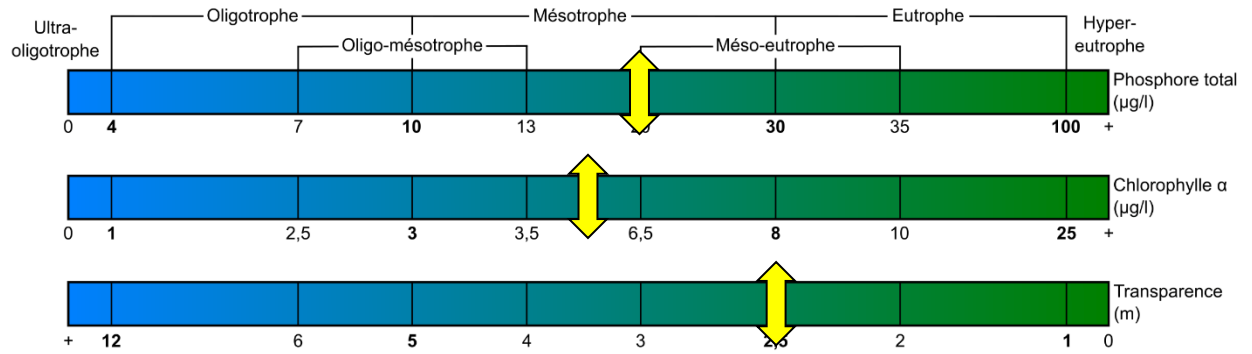 Ultra-
oligotrophe
Oligotrophe
Mésotrophe
Eutrophe
Hyper-
eutrophe
Oligo-mésotrophe
Méso-eutrophe
Phosphore total
(µg/l)
0 4 7 10 13 30 35 100 +
Chlorophylle α
(µg/l)
0 1 2,5 3 3,5 6,5 8 10 25 +
Transparence
(m)
+ 12 6 5 4 3 2,5 2 1 0